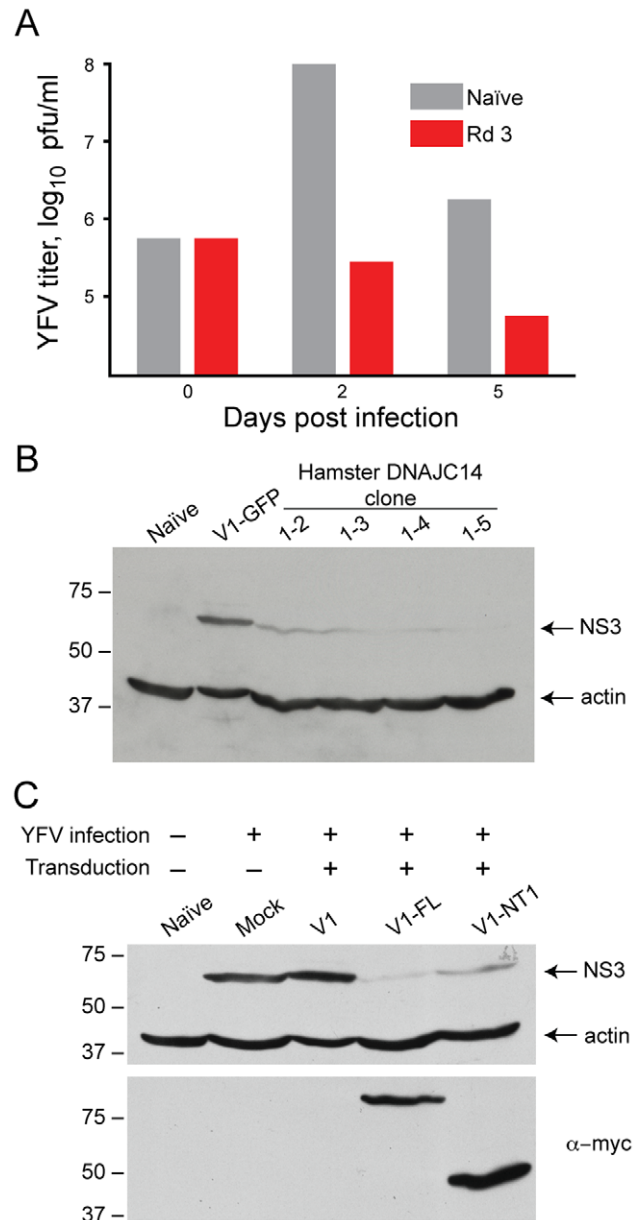 A
YFV titer, log10 pfu/ml
8
7
6
5
Naïve
Rd 3
0 2 5
Days post infection
B
Hamster DNAJC14
clone
Naïve V1-GFP 1-2 1-3 1-4 1-5
75
50
37
NS3
actin
C
YFV infection – + + + +
Transduction – – + + +
Naïve Mock V1 V1-FL V1-NT1
75
50
37
NS3
actin
75
50
37
α–myc